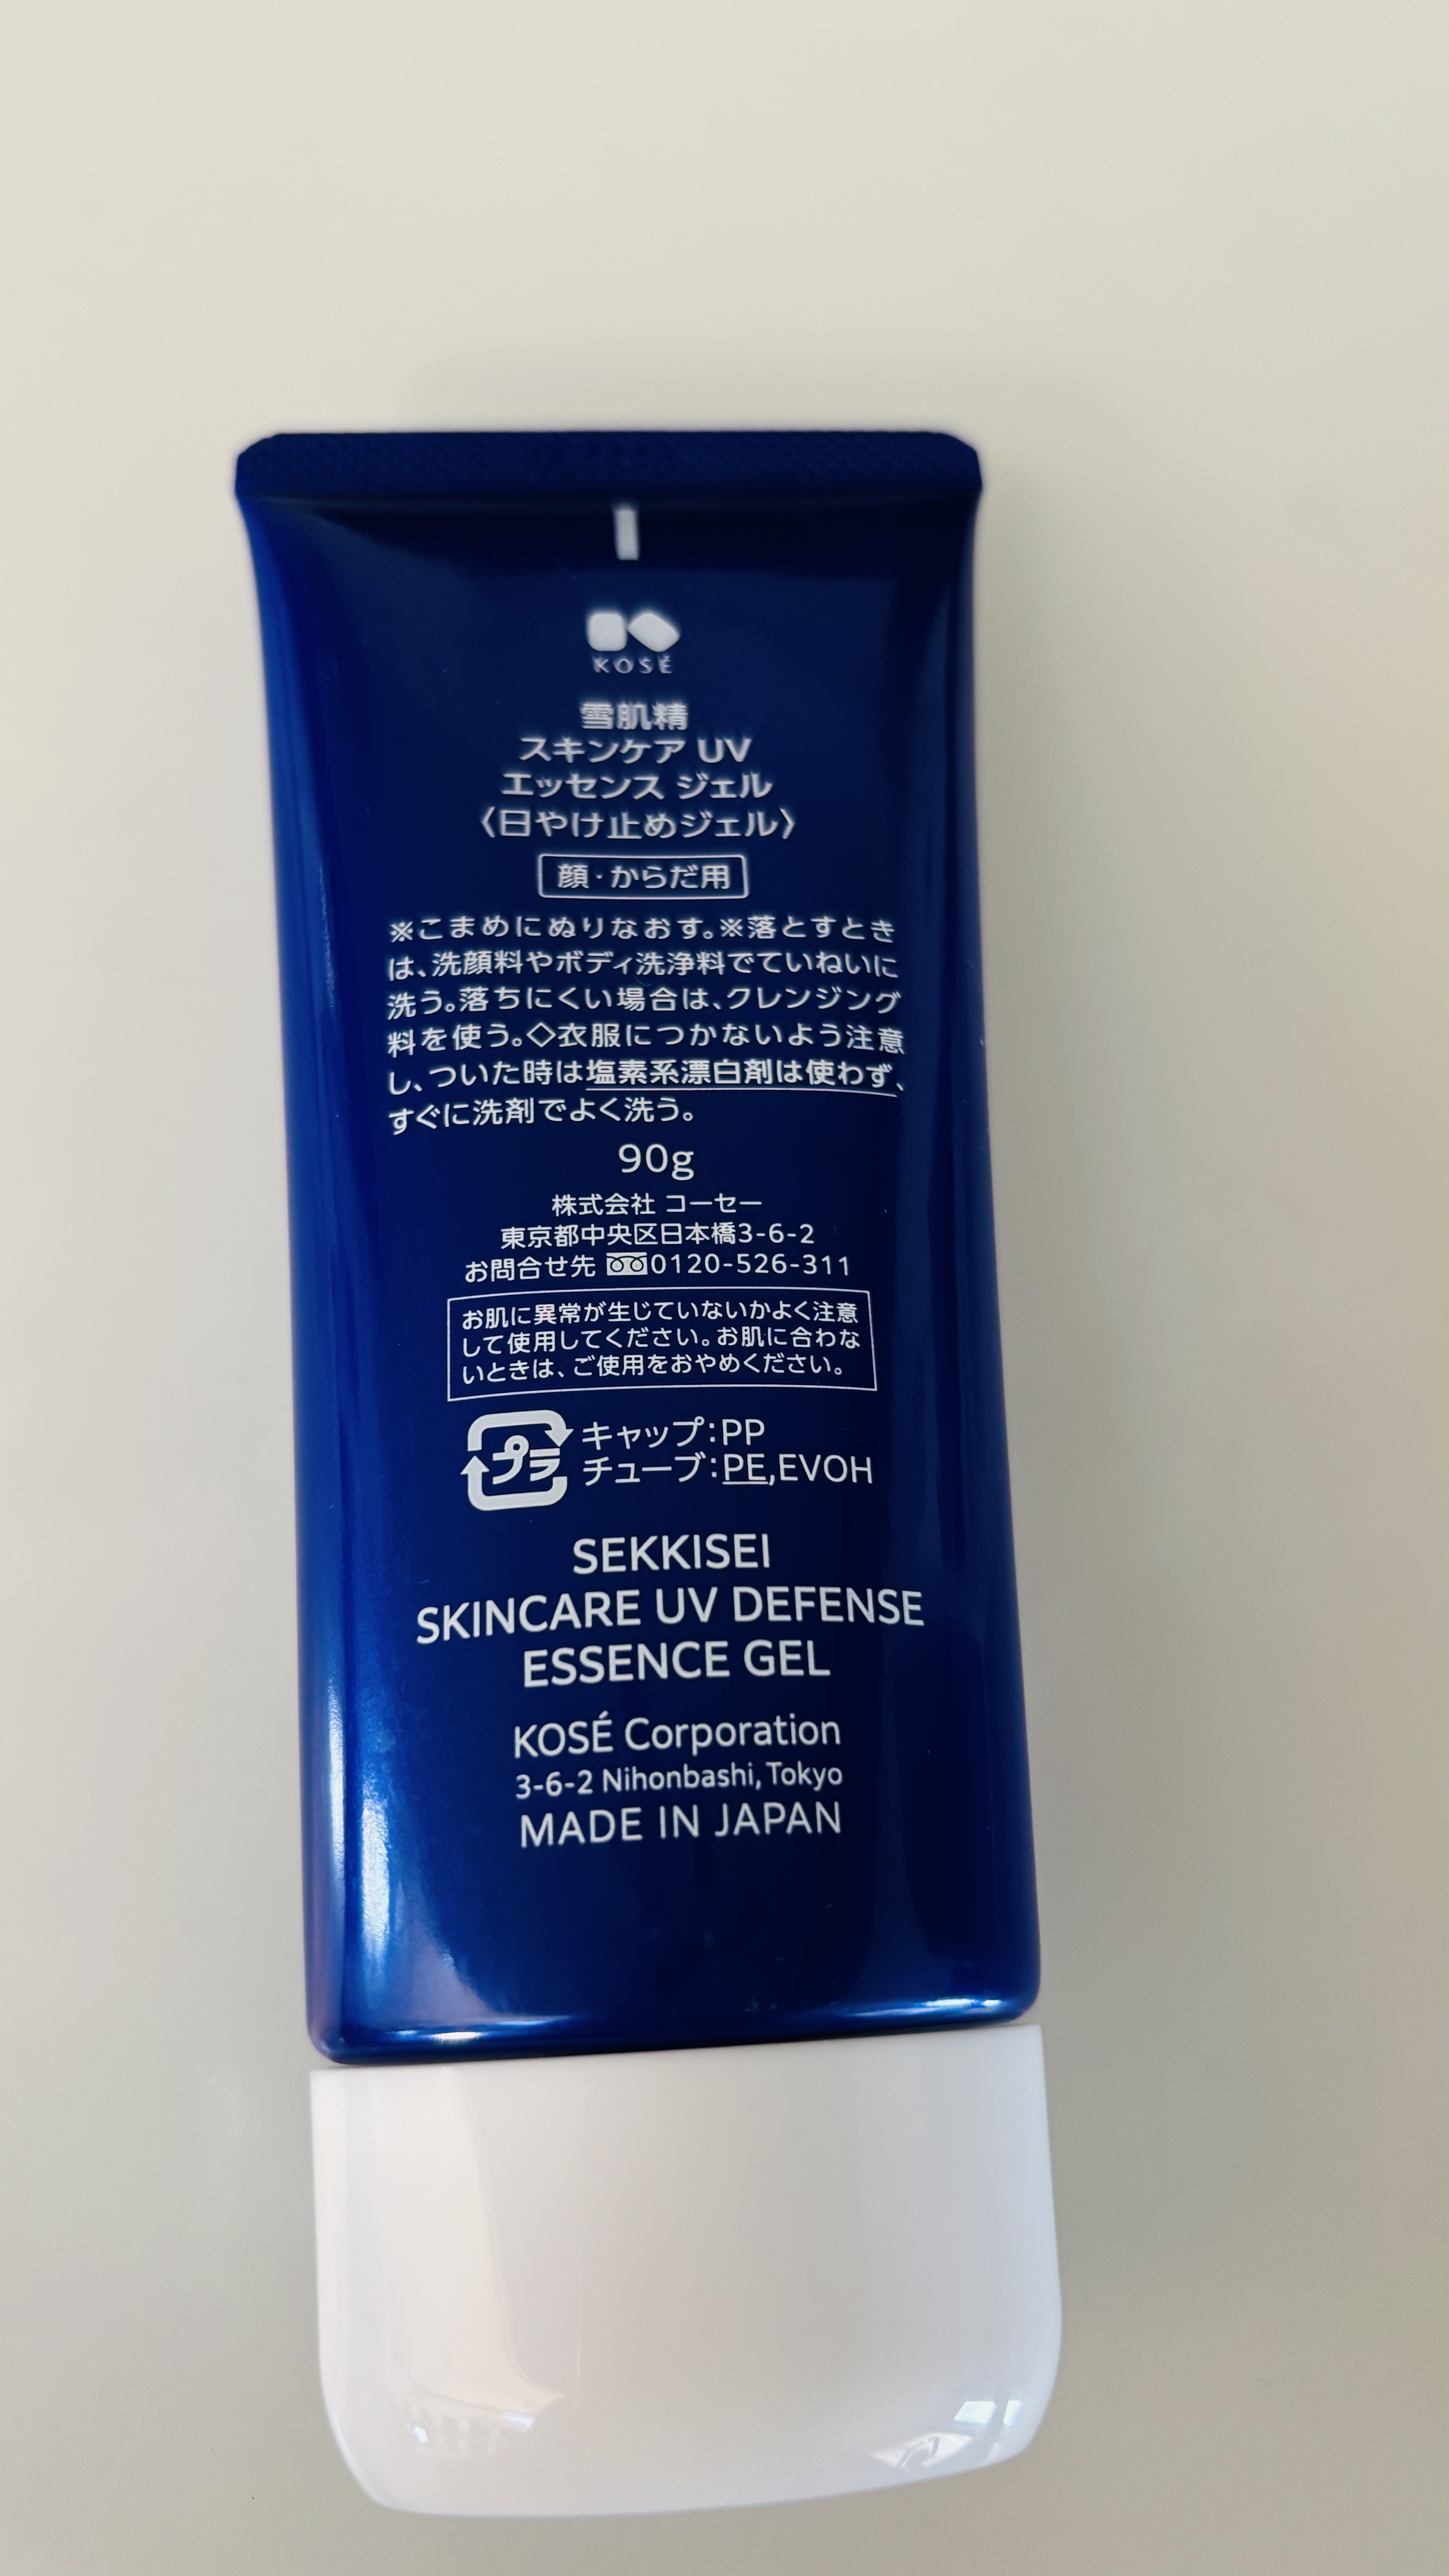 KOSÉ
雪肌精
スキンケア UV
エッセンス ジェル
〈日やけ止めジェル〉
顔・からだ用
※こまめにぬりなおす。※落とすとき
は、洗顔料やボディ洗浄料でていねいに
洗う。落ちにくい場合は、クレンジング
料を使う。◇衣服につかないよう注意
し、ついた時は塩素系漂白剤は使わず、
すぐに洗剤でよく洗う。
90g
株式会社 コーセー
東京都中央区日本橋3-6-2
お問合せ先 0120-526-311
お肌に異常が生じていないかよく注意
して使用してください。お肌に合わな
いときは、ご使用をおやめください。
プラ キャップ：PP
チューブ：PE,EVOH
SEKKISEI
SKINCARE UV DEFENSE
ESSENCE GEL
KOSÉ Corporation
3-6-2 Nihonbashi, Tokyo
MADE IN JAPAN